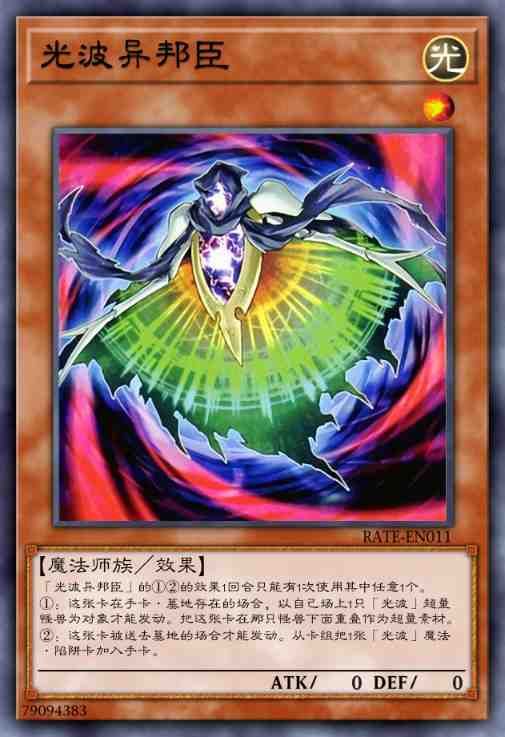 光波异邦臣
光
RATE-EN011
【魔法师族／效果】
「光波异邦臣」的①②的效果1回合只能有1次使用其中任意1个。
①：这张卡在手卡·墓地存在的场合，以自己场上1只「光波」超量
怪兽为对象才能发动。把这张卡在那只怪兽下面重叠作为超量素材。
②：这张卡被送去墓地的场合才能发动。从卡组把1张「光波」魔法
·陷阱卡加入手卡。
ATK/ 0 DEF/ 0
79094383